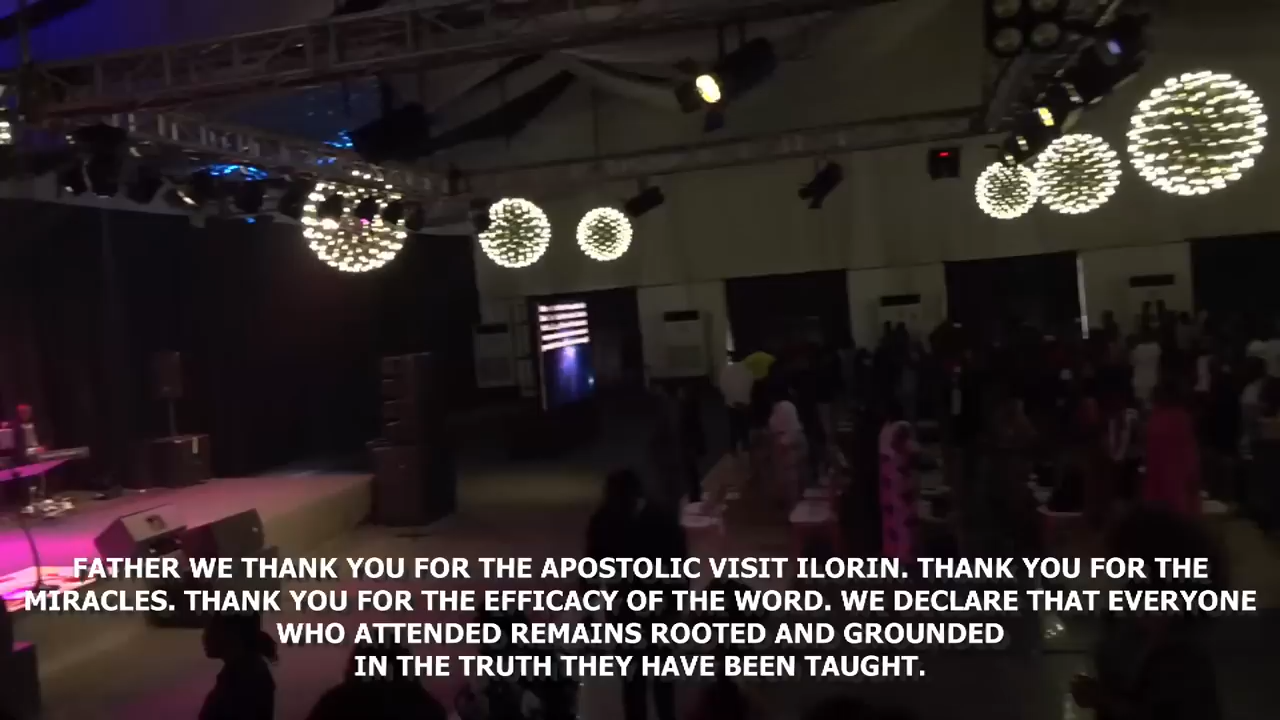 FATHER WE THANK YOU FOR THE APOSTOLIC VISIT ILORIN. THANK YOU FOR THE
MIRACLES. THANK YOU FOR THE EFFICACY OF THE WORD. WE DECLARE THAT EVERYONE
WHO ATTENDED REMAINS ROOTED AND GROUNDED
IN THE TRUTH THEY HAVE BEEN TAUGHT.